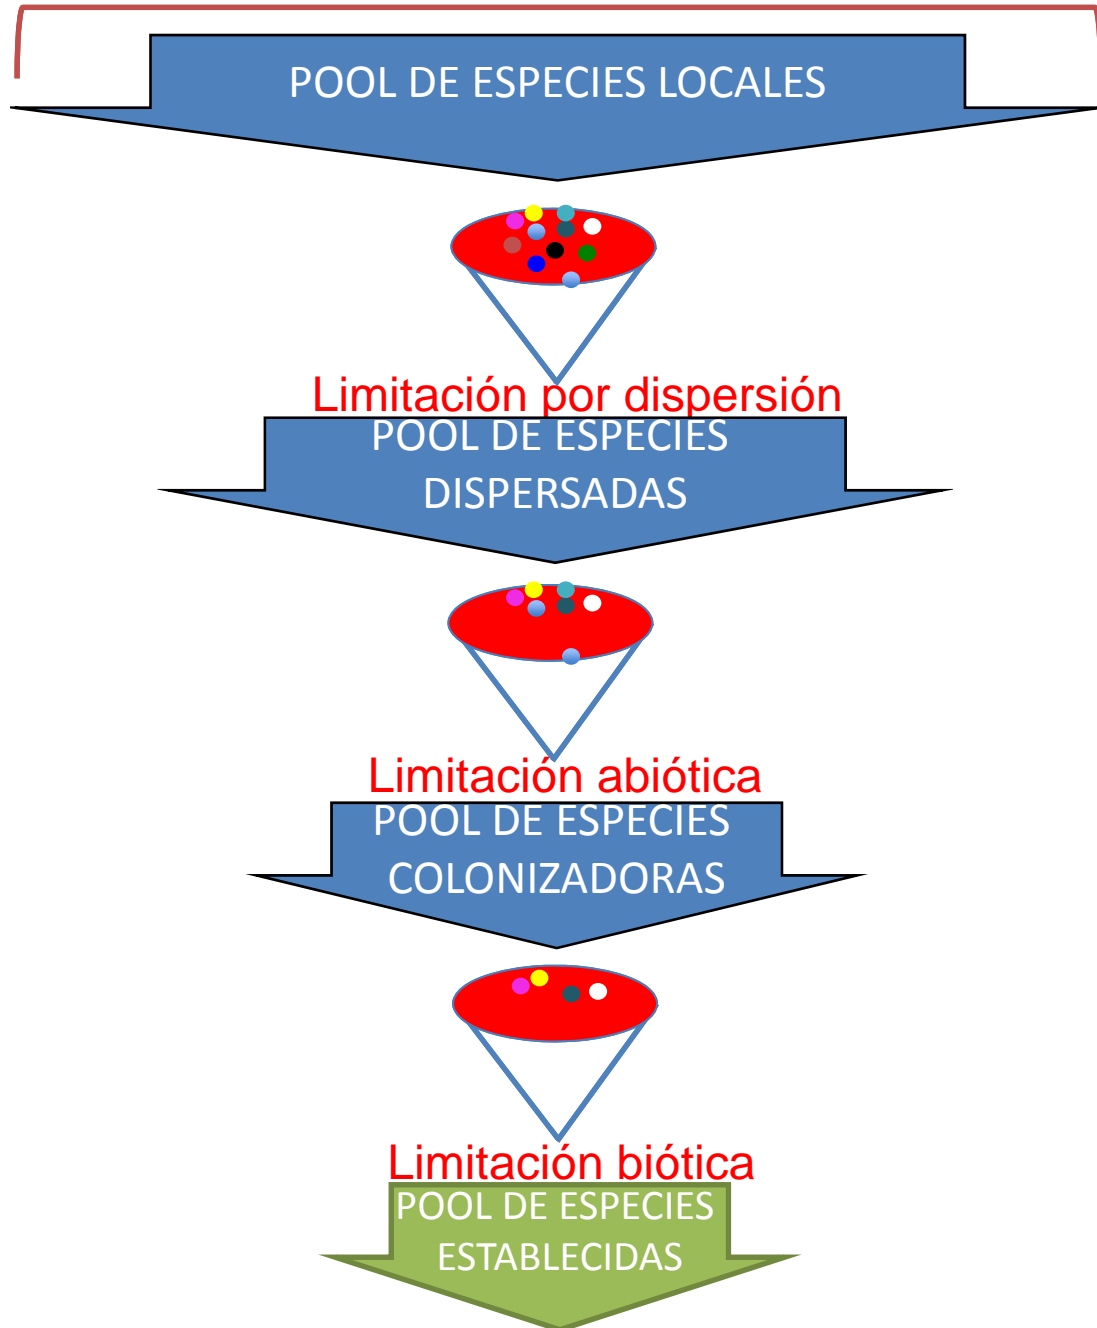 POOL DE ESPECIES LOCALES
Limitación por dispersión
POOL DE ESPECIES
DISPERSADAS
Limitación abiótica
POOL DE ESPECIES
COLONIZADORAS
Limitación biótica
POOL DE ESPECIES
ESTABLECIDAS